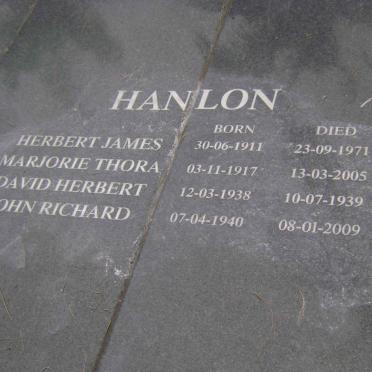 HANLON
BORN DIED
HERBERT JAMES 30-06-1911 23-09-1971
MARJORIE THORA 03-11-1917 13-03-2005
DAVID HERBERT 12-03-1938 10-07-1939
OHN RICHARD 07-04-1940 08-01-2009